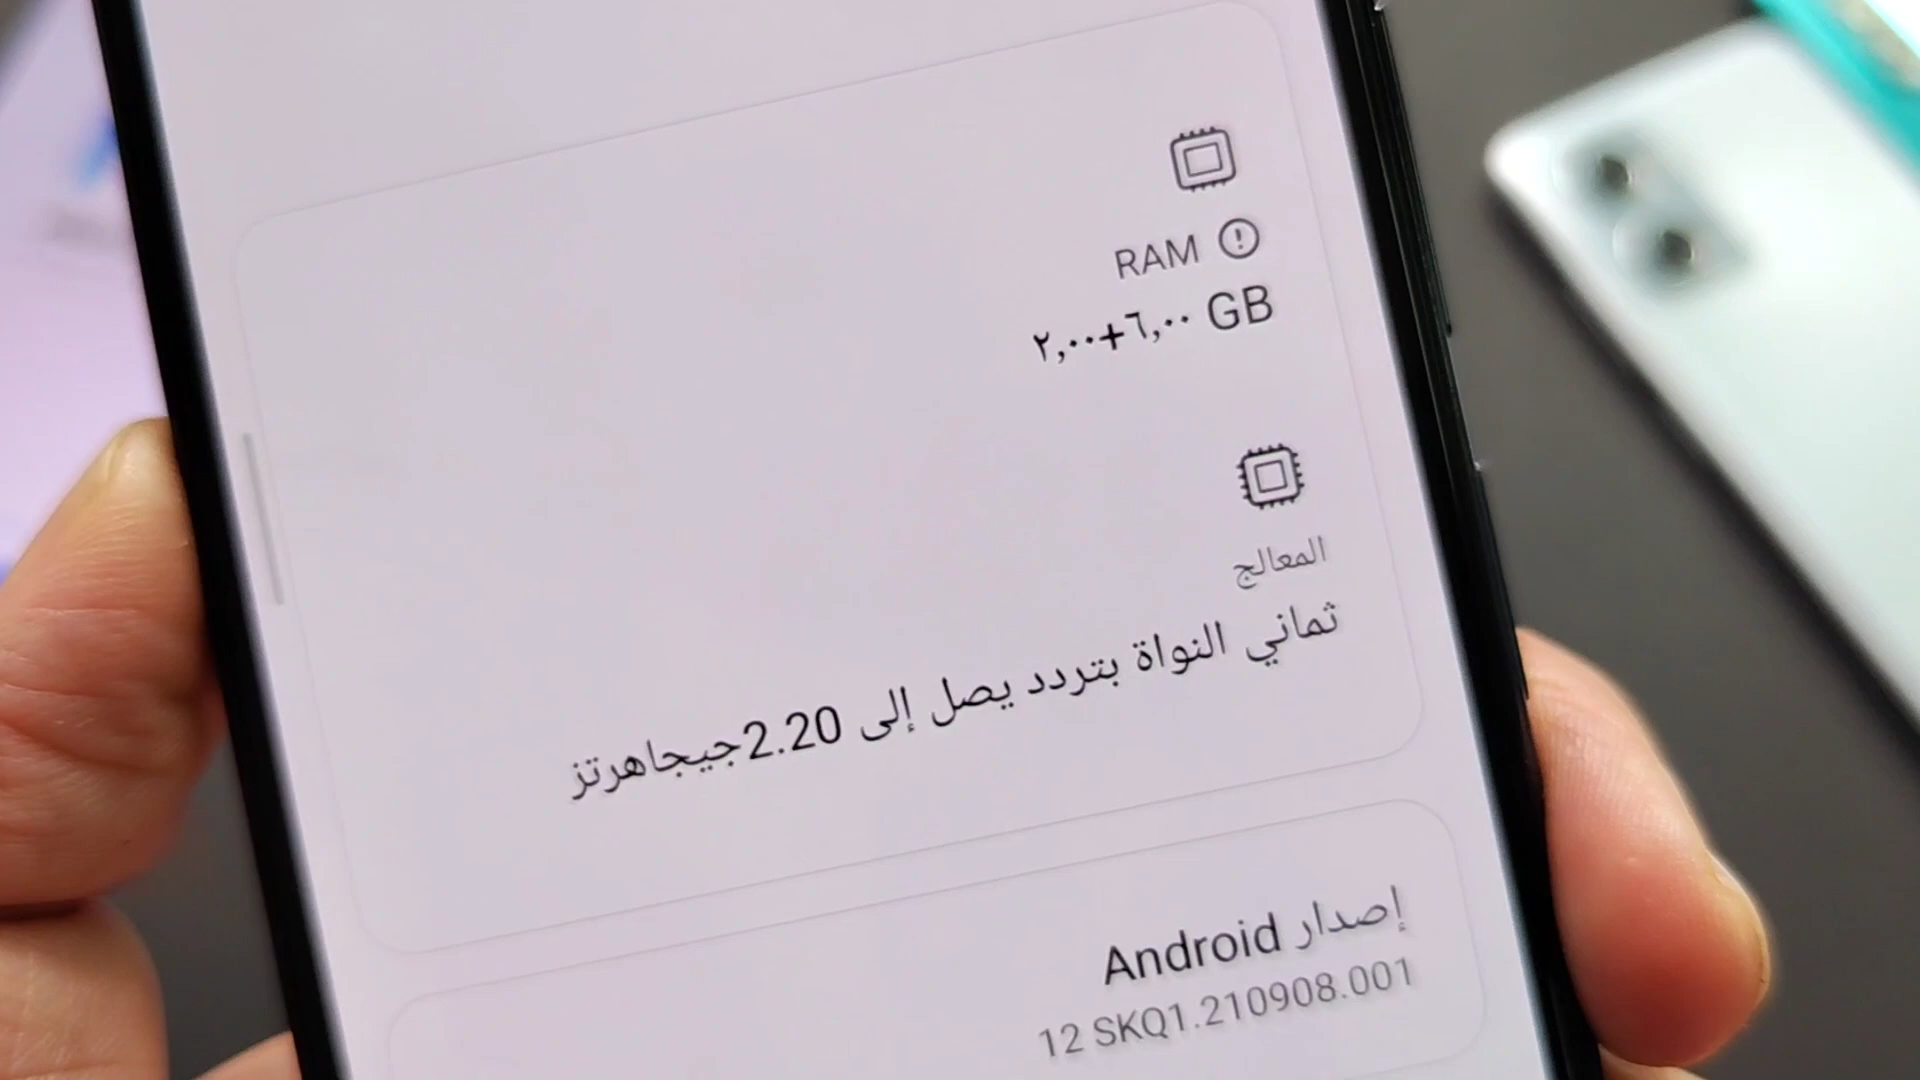 RAM
٢,٠٠+٦,٠٠ GB
المعالج
ثماني النواة بتردد يصل إلى 2.20جيجاهرتز
إصدار Android
12 SKQ1.210908.001